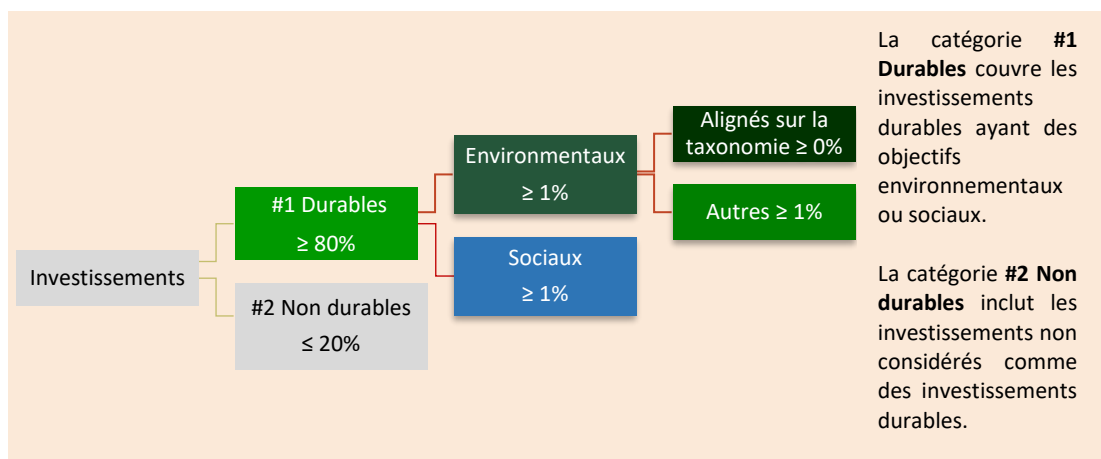 Investissements
#1 Durables
≥ 80%
#2 Non durables
≤ 20%
Environmentaux
≥ 1%
Sociaux
≥ 1%
Alignés sur la
taxonomie ≥ 0%
Autres ≥ 1%
La catégorie #1
Durables couvre les
investissements
durables ayant des
objectifs
environnementaux
ou sociaux.
La catégorie #2 Non
durables inclut les
investissements non
considérés comme
des investissements
durables.